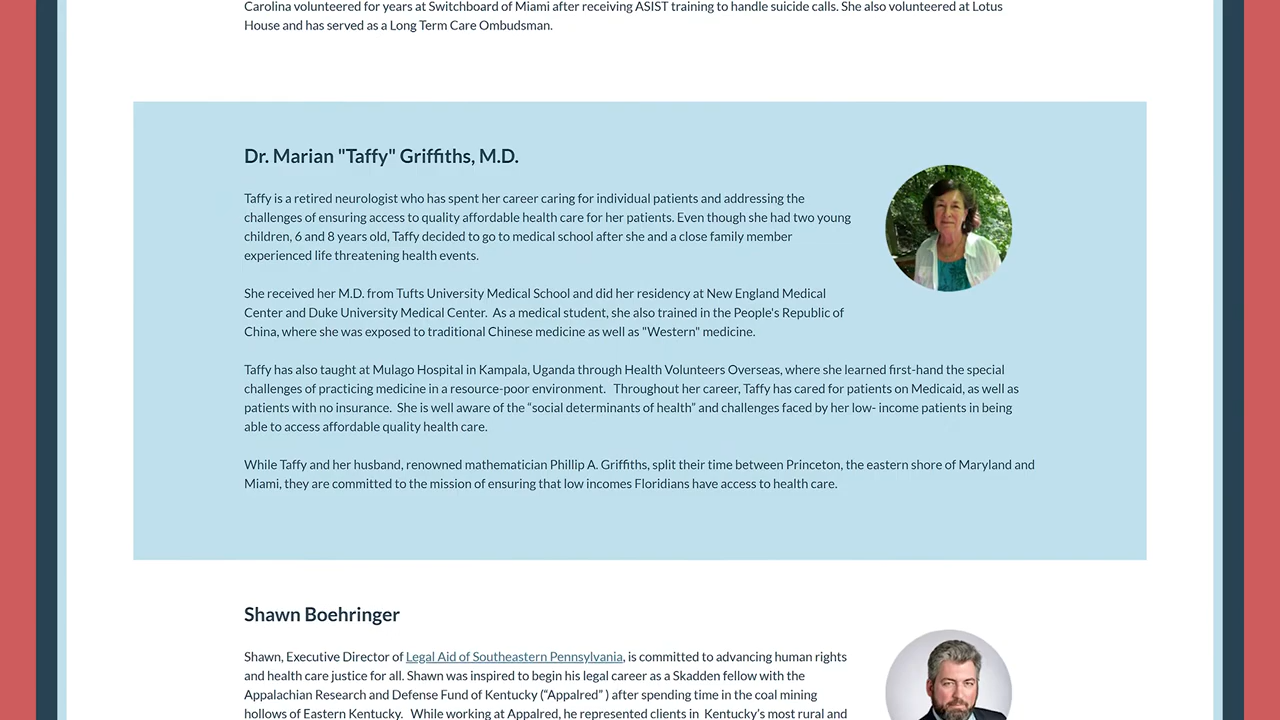 Carolina volunteered for years at Switchboard of Miami after receiving ASIST training to handle suicide calls. She also volunteered at Lotus
House and has served as a Long Term Care Ombudsman.
Dr. Marian "Taffy" Griffiths, M.D.
Taffy is a retired neurologist who has spent her career caring for individual patients and addressing the
challenges of ensuring access to quality affordable health care for her patients. Even though she had two young
children, 6 and 8 years old, Taffy decided to go to medical school after she and a close family member
experienced life threatening health events.
She received her M.D. from Tufts University Medical School and did her residency at New England Medical
Center and Duke University Medical Center.  As a medical student, she also trained in the People's Republic of
China, where she was exposed to traditional Chinese medicine as well as "Western" medicine.
Taffy has also taught at Mulago Hospital in Kampala, Uganda through Health Volunteers Overseas, where she learned first-hand the special
challenges of practicing medicine in a resource-poor environment.   Throughout her career, Taffy has cared for patients on Medicaid, as well as
patients with no insurance.  She is well aware of the “social determinants of health” and challenges faced by her low- income patients in being
able to access affordable quality health care.
While Taffy and her husband, renowned mathematician Phillip A. Griffiths, split their time between Princeton, the eastern shore of Maryland and
Miami, they are committed to the mission of ensuring that low incomes Floridians have access to health care.
Shawn Boehringer
Shawn, Executive Director of Legal Aid of Southeastern Pennsylvania, is committed to advancing human rights
and health care justice for all. Shawn was inspired to begin his legal career as a Skadden fellow with the
Appalachian Research and Defense Fund of Kentucky (“Appalred” ) after spending time in the coal mining
hollows of Eastern Kentucky.   While working at Appalred, he represented clients in  Kentucky’s most rural and